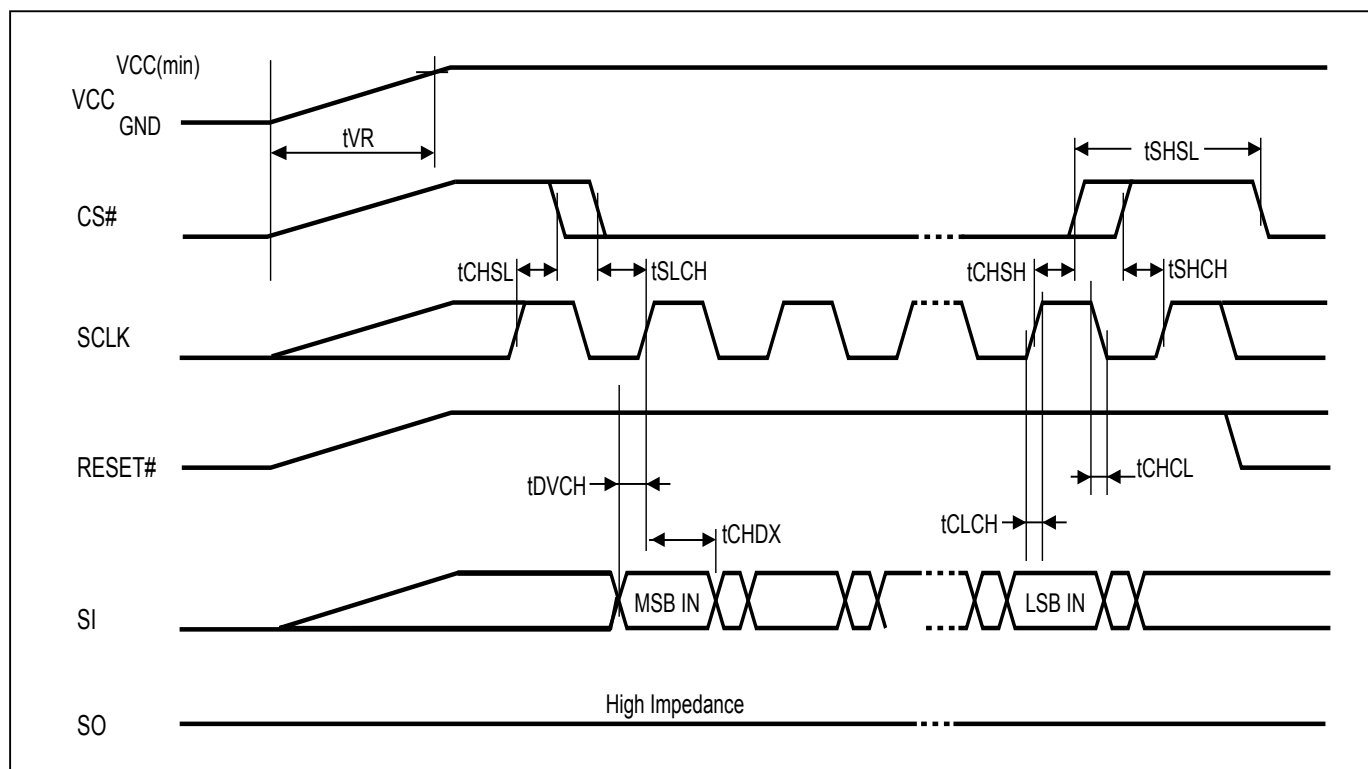 VCC(min)
VCC
GND
tVR
tSHSL
CS#
tCHSL
tSLCH
tCHSH
tSHCH
SCLK
RESET#
tDVCH
tCHCL
tCLCH
tCHDX
SI
MSB IN
LSB IN
High Impedance
SO